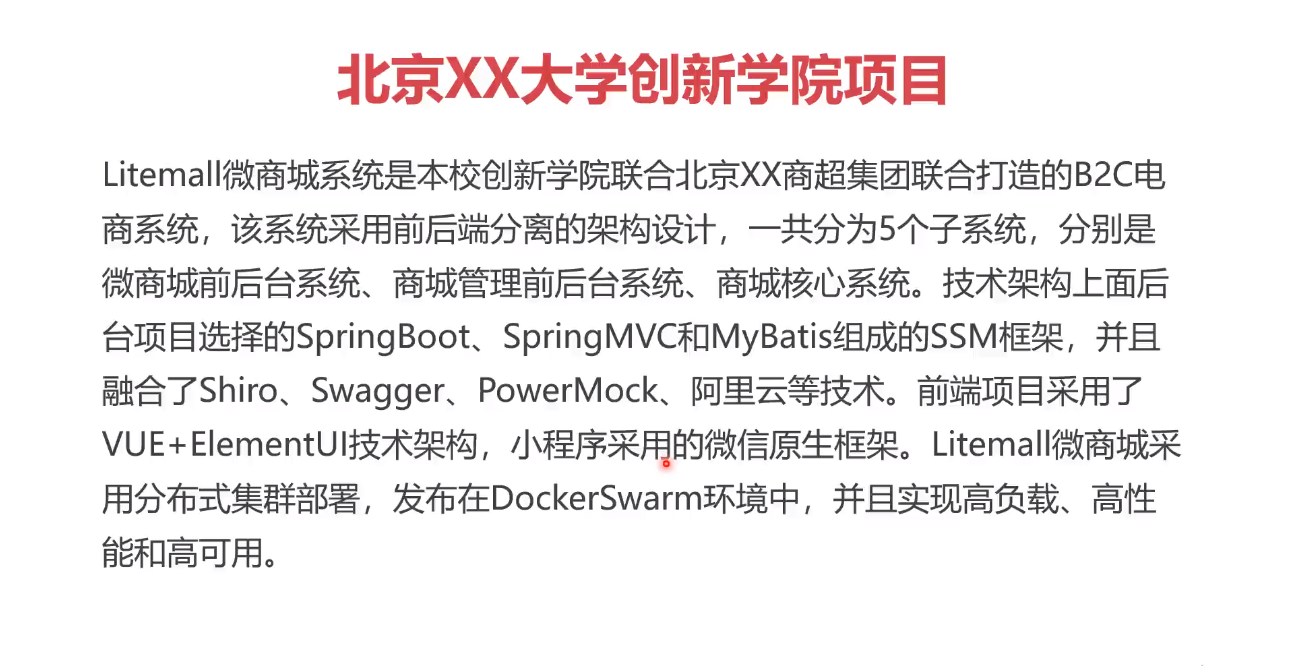 北京XX大学创新学院项目
Litemall微商城系统是本校创新学院联合北京XX商超集团联合打造的B2C电
商系统，该系统采用前后端分离的架构设计，一共分为5个子系统，分别是
微商城前后台系统、商城管理前后台系统、商城核心系统。技术架构上面后
台项目选择的SpringBoot、SpringMVC和MyBatis组成的SSM框架，并且
融合了Shiro、Swagger、PowerMock、阿里云等技术。前端项目采用了
VUE+ElementUI技术架构，小程序采用的微信原生框架。Litemall微商城采
用分布式集群部署，发布在DockerSwarm环境中，并且实现高负载、高性
能和高可用。